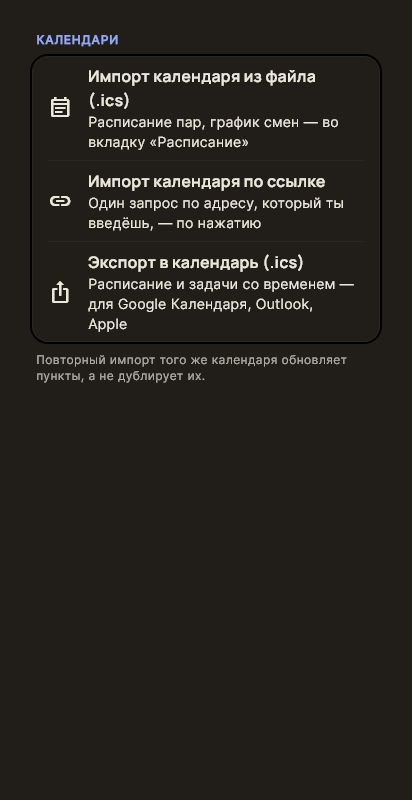 КАЛЕНДАРИ
Импорт календаря из файла
(.ics)
Расписание пар, график смен — во
вкладку «Расписание»
Импорт календаря по ссылке
Один запрос по адресу, который ты
введёшь, — по нажатию
Экспорт в календарь (.ics)
Расписание и задачи со временем —
для Google Календаря, Outlook,
Apple
Повторный импорт того же календаря обновляет
пункты, а не дублирует их.